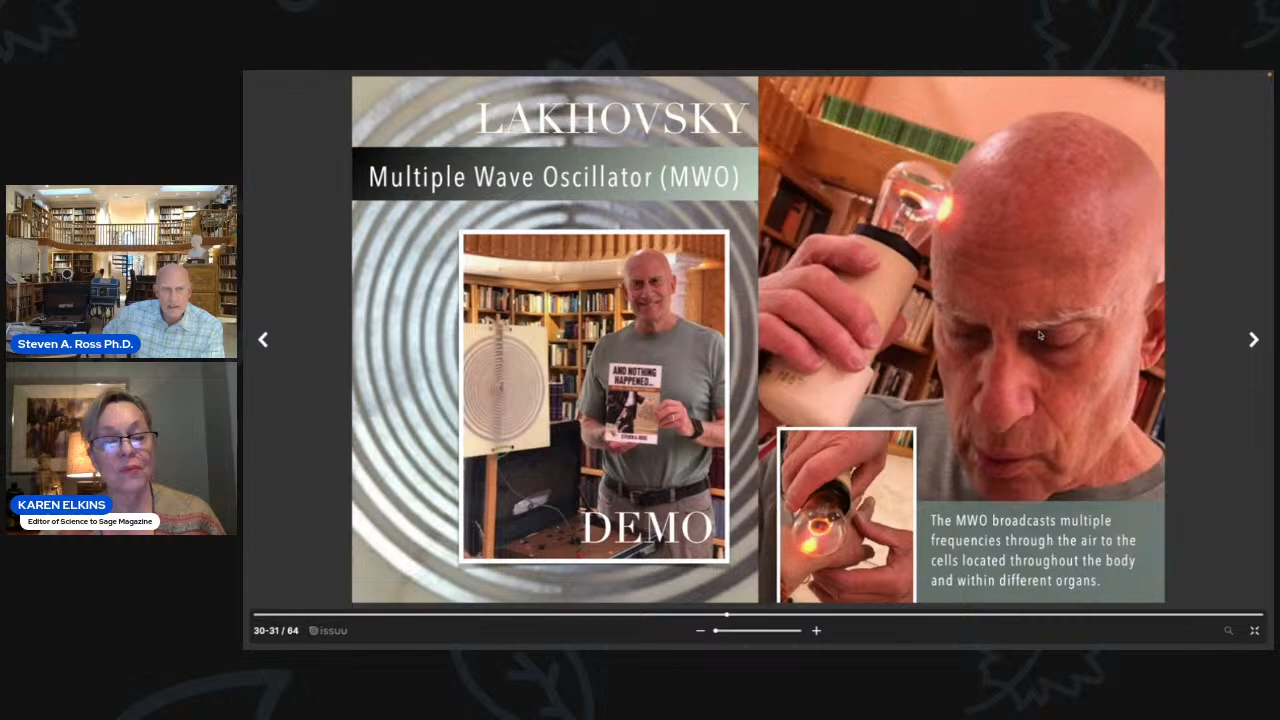 Steven A. Ross Ph.D.
KAREN ELKINS
Editor of Science to Sage Magazine
LAKHOVSKY
Multiple Wave Oscillator (MWO)
AND NOTHING
HAPPENED...
STEVEN A. ROSS
DEMO
The MWO broadcasts multiple
frequencies through the air to the
cells located throughout the body
and within different organs.
30-31 / 64
issuu